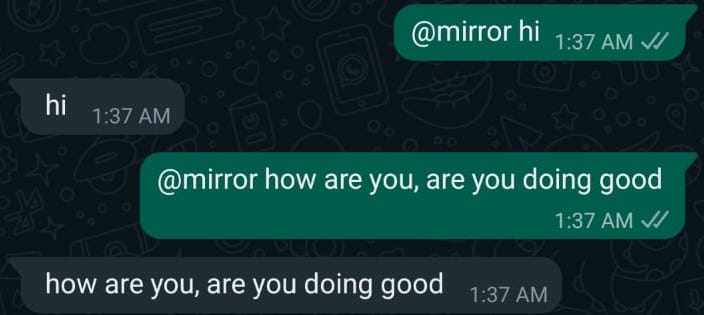 @mirror hi 1:37 AM
hi 1:37 AM
@mirror how are you, are you doing good
1:37 AM
how are you, are you doing good 1:37 AM